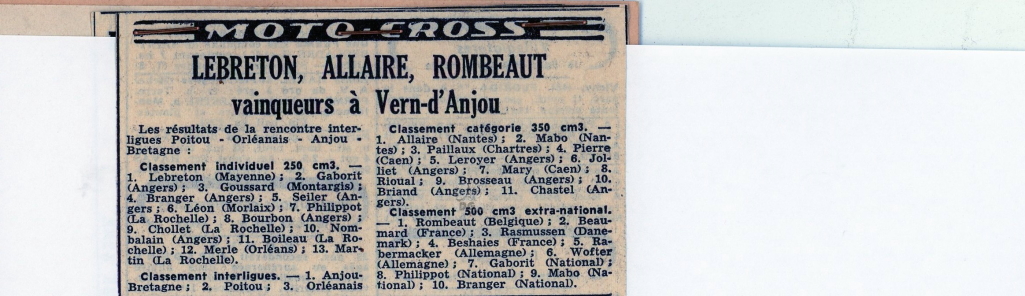 MOTO-CROSS
LEBRETON, ALLAIRE, ROMBEAUT
vainqueurs à Vern-d'Anjou
Les résultats de la rencontre inter-
ligues Poitou - Orléanais - Anjou -
Bretagne :
Classement individuel 250 cm3. —
1. Lebreton (Mayenne) ; 2. Gaborit
(Angers) ; 3. Goussard (Montargis) ;
4. Branger (Angers) ; 5. Seiler (An-
gers ; 6. Léon (Morlaix) ; 7. Philippot
(La Rochelle) ; 8. Bourbon (Angers) ;
9. Chollet (La Rochelle) ; 10. Nom-
balain (Angers) ; 11. Boileau (La Ro-
chelle) ; 12. Merle (Orléans) ; 13. Mar-
tin (La Rochelle).
Classement interligues. — 1. Anjou-
Bretagne ; 2. Poitou ; 3. Orléanais
Classement catégorie 350 cm3. —
1. Allaire (Nantes) ; 2. Mabo (Nan-
tes) ; 3. Paillaux (Chartres) ; 4. Pierre
(Caen) ; 5. Leroyer (Angers) ; 6. Jol-
liet (Angers) ; 7. Mary (Caen) ; 8.
Rioual ; 9. Brosseau (Angers) ; 10.
Briand (Angers) ; 11. Chastel (An-
gers).
Classement 500 cm3 extra-national.
— 1. Rombeaut (Belgique) ; 2. Beau-
mard (France) ; 3. Rasmussen (Dane-
mark) ; 4. Beshaies (France) ; 5. Ra-
bermacker (Allemagne) ; 6. Wofter
(Allemagne) ; 7. Gaborit (National) ;
8. Philippot (National) ; 9. Mabo (Na-
tional) ; 10. Branger (National).